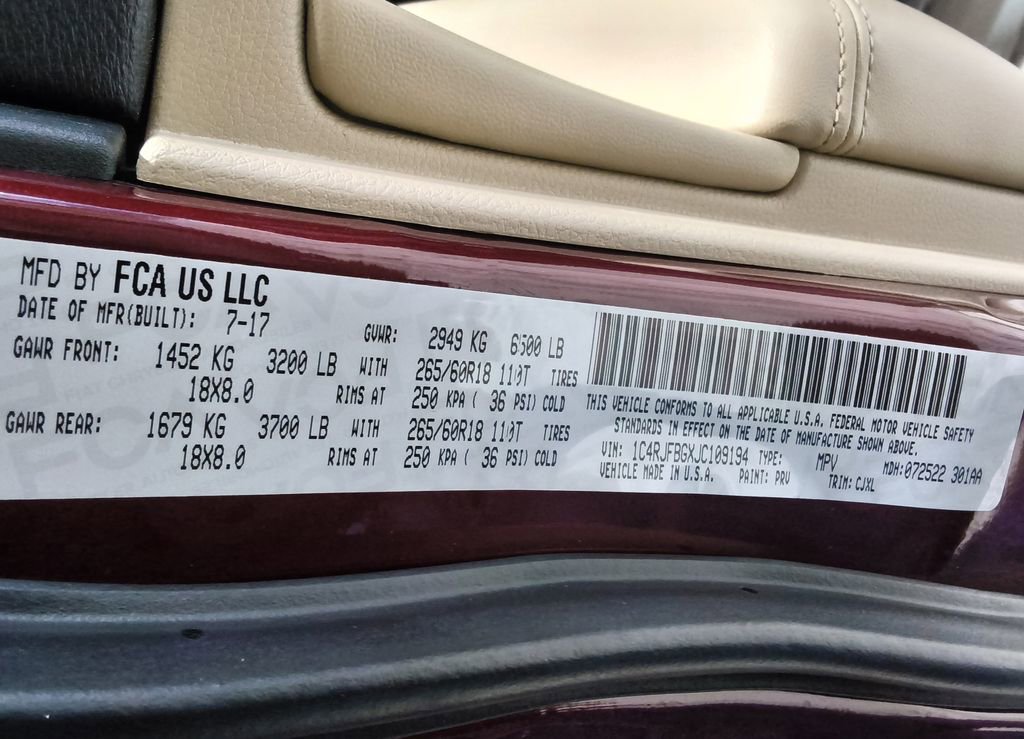 MFD BY FCA US LLC
DATE OF MFR(BUILT): 7-17 GVWR: 2949 KG 6500 LB
GAWR FRONT: 1452 KG 3200 LB WITH 265/60R18 110T TIRES
18X8.0 RIMS AT 250 KPA ( 36 PSI) COLD
GAWR REAR: 1679 KG 3700 LB WITH 265/60R18 110T TIRES
18X8.0 RIMS AT 250 KPA ( 36 PSI) COLD
THIS VEHICLE CONFORMS TO ALL APPLICABLE U.S.A. FEDERAL MOTOR VEHICLE SAFETY
STANDARDS IN EFFECT ON THE DATE OF MANUFACTURE SHOWN ABOVE.
VIN: 1C4RJFBGXJC109194 TYPE: MPV MDH:072522 301AA
VEHICLE MADE IN U.S.A. PAINT: PRV TRIM: CJXL